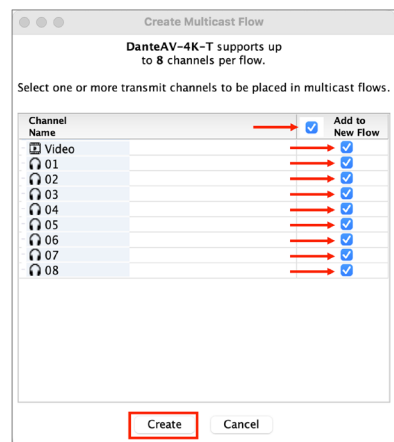 Create Multicast Flow
DanteAV-4K-T supports up
to 8 channels per flow.
Select one or more transmit channels to be placed in multicast flows.
Channel
Name
Add to
New Flow
Video
01
02
03
04
05
06
07
08
Create Cancel